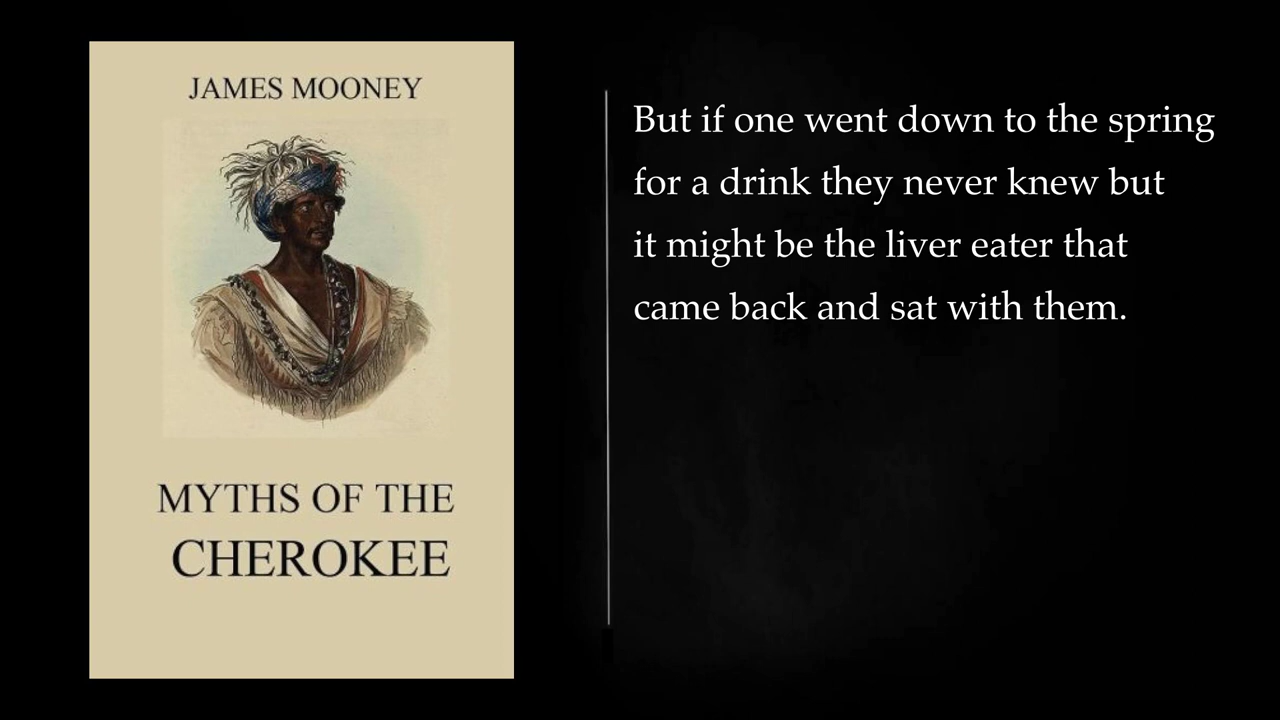 JAMES MOONEY
MYTHS OF THE
CHEROKEE
But if one went down to the spring
for a drink they never knew but
it might be the liver eater that
came back and sat with them.